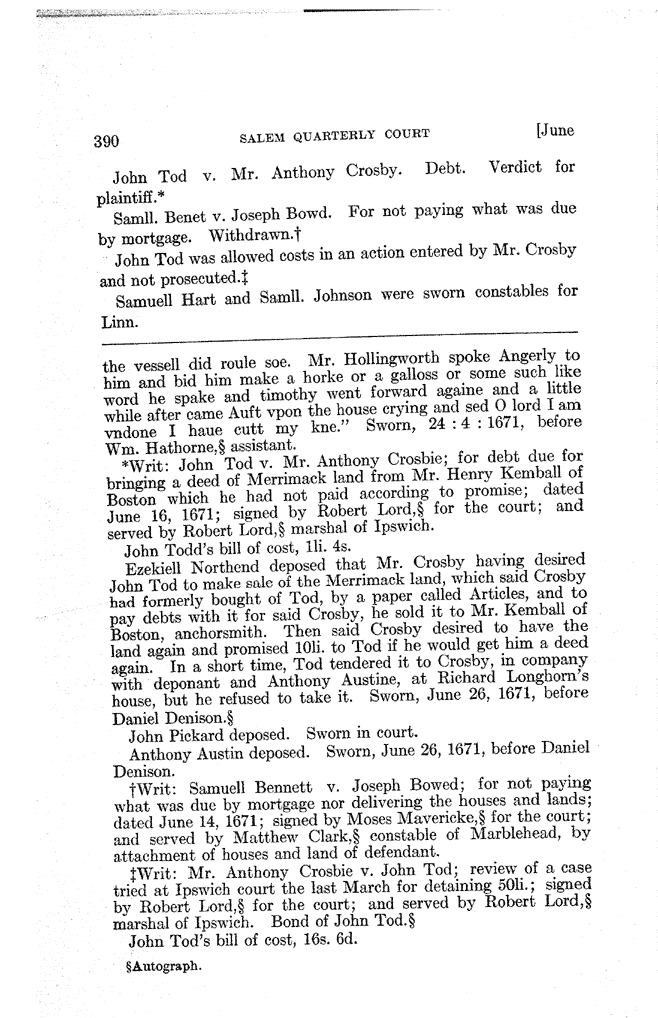 390 SALEM QUARTERLY COURT [June
John Tod v. Mr. Anthony Crosby. Debt. Verdict for
plaintiff.*
Samll. Benet v. Joseph Bowd. For not paying what was due
by mortgage. Withdrawn.†
John Tod was allowed costs in an action entered by Mr. Crosby
and not prosecuted.‡
Samuell Hart and Samll. Johnson were sworn constables for
Linn.
the vessell did roule soe. Mr. Hollingworth spoke Angerly to
him and bid him make a horke or a galloss or some such like
word he spake and timothy went forward againe and a little
while after came Auft vpon the house crying and sed O lord I am
vndone I haue cutt my kne." Sworn, 24 : 4 : 1671, before
Wm. Hathorne,§ assistant.
*Writ: John Tod v. Mr. Anthony Crosbie; for debt due for
bringing a deed of Merrimack land from Mr. Henry Kemball of
Boston which he had not paid according to promise; dated
June 16, 1671; signed by Robert Lord,§ for the court; and
served by Robert Lord,§ marshal of Ipswich.
John Todd's bill of cost, 1li. 4s.
Ezekiell Northend deposed that Mr. Crosby having desired
John Tod to make sale of the Merrimack land, which said Crosby
had formerly bought of Tod, by a paper called Articles, and to
pay debts with it for said Crosby, he sold it to Mr. Kemball of
Boston, anchorsmith. Then said Crosby desired to have the
land again and promised 10li. to Tod if he would get him a deed
again. In a short time, Tod tendered it to Crosby, in company
with deponant and Anthony Austine, at Richard Longhorn's
house, but he refused to take it. Sworn, June 26, 1671, before
Daniel Denison.§
John Pickard deposed. Sworn in court.
Anthony Austin deposed. Sworn, June 26, 1671, before Daniel
Denison.
†Writ: Samuell Bennett v. Joseph Bowed; for not paying
what was due by mortgage nor delivering the houses and lands;
dated June 14, 1671; signed by Moses Mavericke,§ for the court;
and served by Matthew Clark,§ constable of Marblehead, by
attachment of houses and land of defendant.
‡Writ: Mr. Anthony Crosbie v. John Tod; review of a case
tried at Ipswich court the last March for detaining 50li.; signed
by Robert Lord,§ for the court; and served by Robert Lord,§
marshal of Ipswich. Bond of John Tod.§
John Tod's bill of cost, 16s. 6d.
§Autograph.